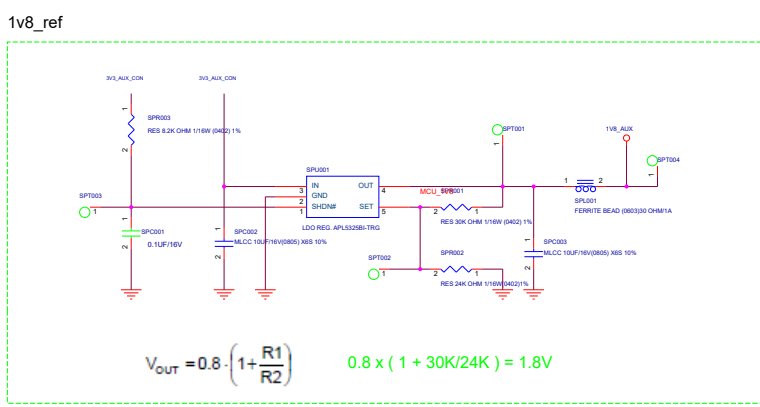 1v8_ref
3V3_AUX_CON
3V3_AUX_CON
1
SPR003
RES 8.2K OHM 1/16W (0402) 1%
2
SPT003
1
1
SPC001
0.1UF/16V
2
1
SPC002
MLCC 10UF/16V(0805) X6S 10%
2
SPU001
3 IN OUT 4
2 GND
1 SHDN# SET 5
LDO REG. APL5325BI-TRG
MCU_1V8
SPR001
2 1
RES 30K OHM 1/16W (0402) 1%
SPT002
1
SPR002
2 1
RES 24K OHM 1/16W(0402)1%
SPT001
1
1
SPC003
MLCC 10UF/16V(0805) X6S 10%
2
1V8_AUX
1 2
SPL001
FERRITE BEAD (0603)30 OHM/1A
SPT004
1
VOUT = 0.8 · (1+ R1/R2)
0.8 x ( 1 + 30K/24K ) = 1.8V